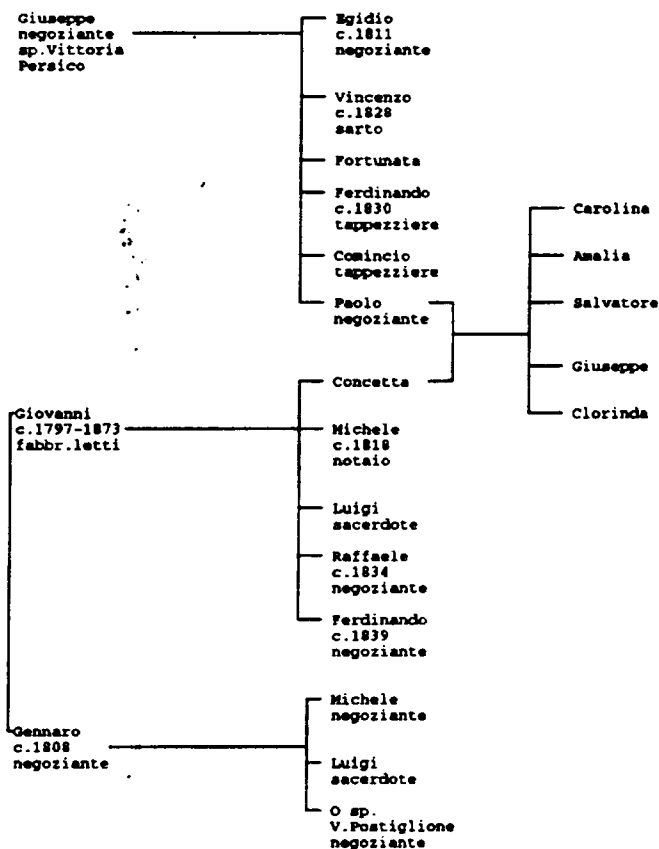 Giuseppe
negoziante
sp.Vittoria
Persico
Egidio
c.1811
negoziante
Vincenzo
c.1828
sarto
Fortunata
Ferdinando
c.1830
tappezziere
Comincio
tappezziere
Paolo
negoziante
Carolina
Amalia
Salvatore
Giuseppe
Clorinda
Giovanni
c.1797-1873
fabbr.letti
Concetta
Michele
c.1818
notaio
Luigi
sacerdote
Raffaele
c.1834
negoziante
Ferdinando
c.1839
negoziante
Gennaro
c.1808
negoziante
Michele
negoziante
Luigi
sacerdote
O sp.
V.Postiglione
negoziante